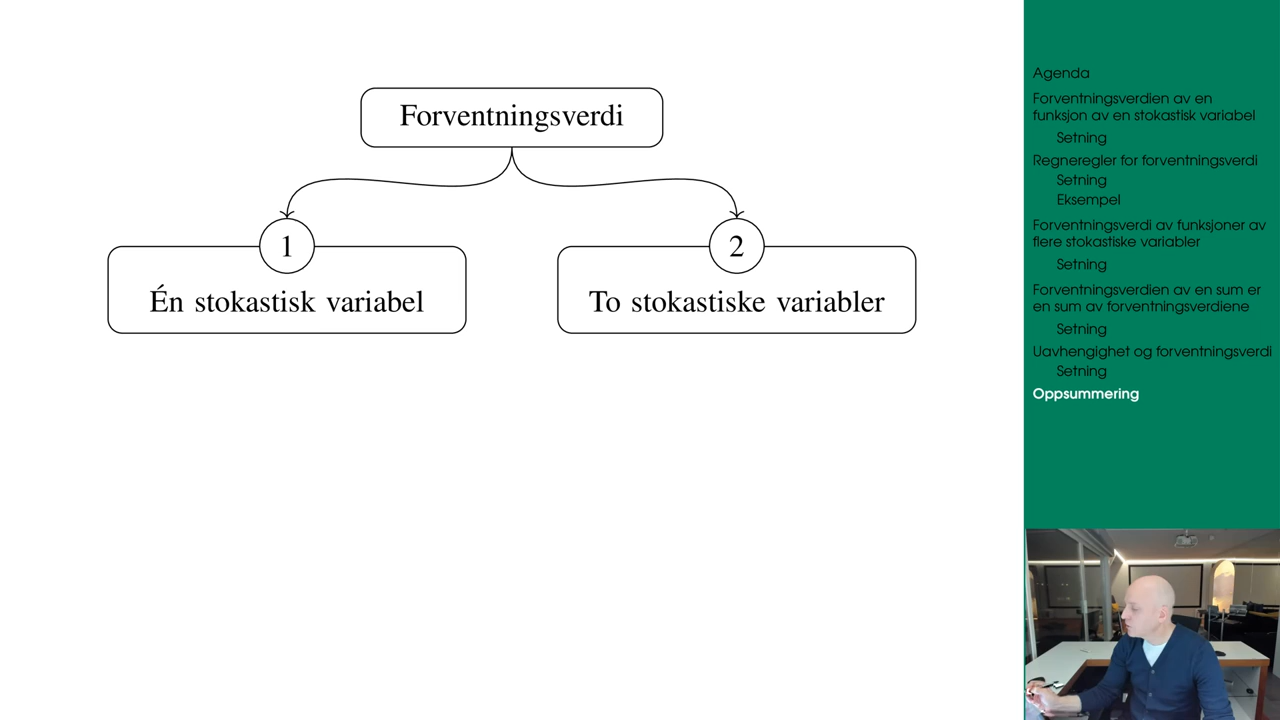 Forventningsverdi
1
2
Én stokastisk variabel
To stokastiske variabler
Agenda
Forventningsverdien av en
funksjon av en stokastisk variabel
Setning
Regneregler for forventningsverdi
Setning
Eksempel
Forventningsverdi av funksjoner av
flere stokastiske variabler
Setning
Forventningsverdien av en sum er
en sum av forventningsverdiene
Setning
Uavhengighet og forventningsverdi
Setning
Oppsummering